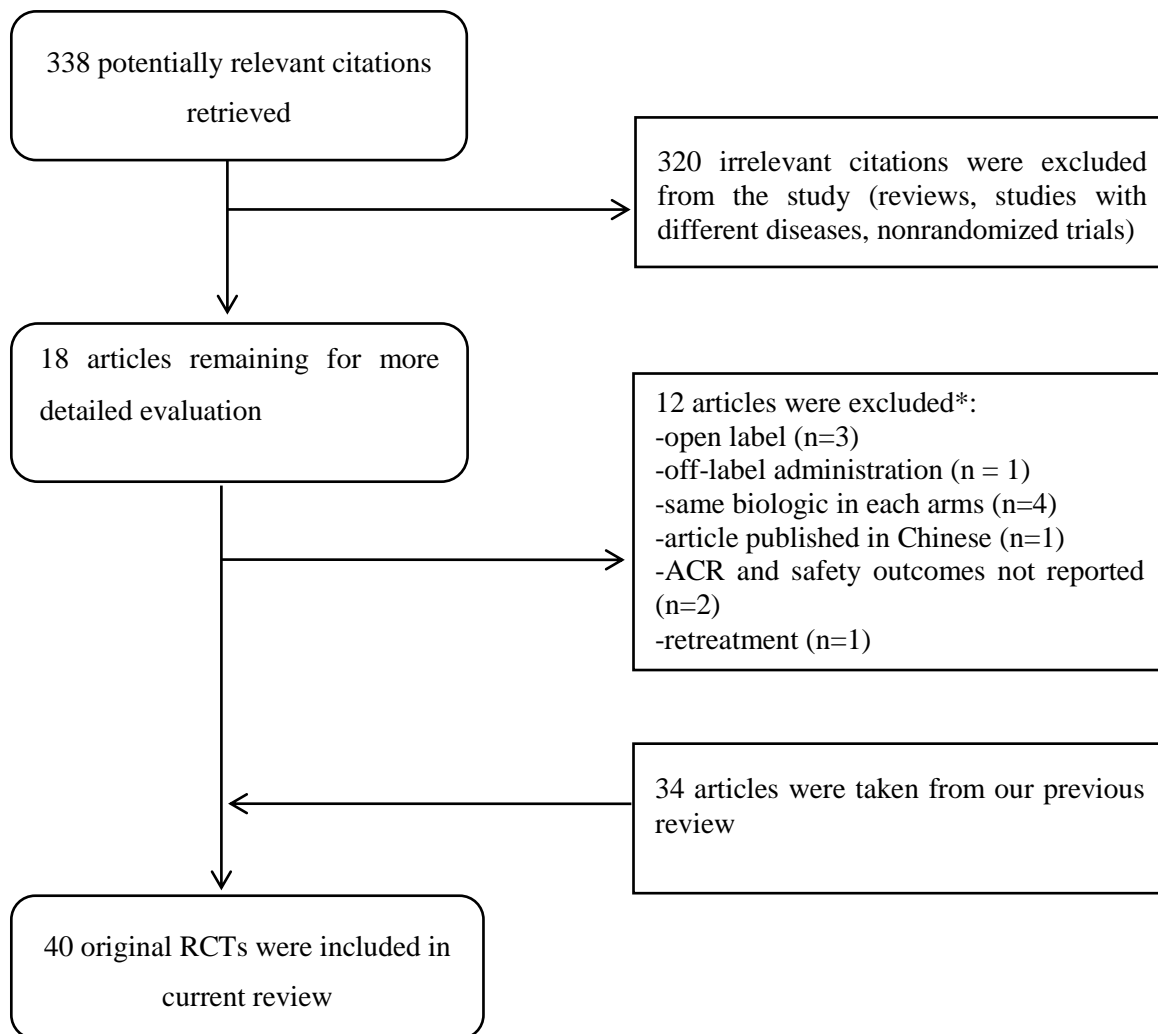 338 potentially relevant citations
retrieved
320 irrelevant citations were excluded
from the study (reviews, studies with
different diseases, nonrandomized trials)
18 articles remaining for more
detailed evaluation
12 articles were excluded*:
-open label (n=3)
-off-label administration (n = 1)
-same biologic in each arms (n=4)
-article published in Chinese (n=1)
-ACR and safety outcomes not reported
(n=2)
-retreatment (n=1)
34 articles were taken from our previous
review
40 original RCTs were included in
current review